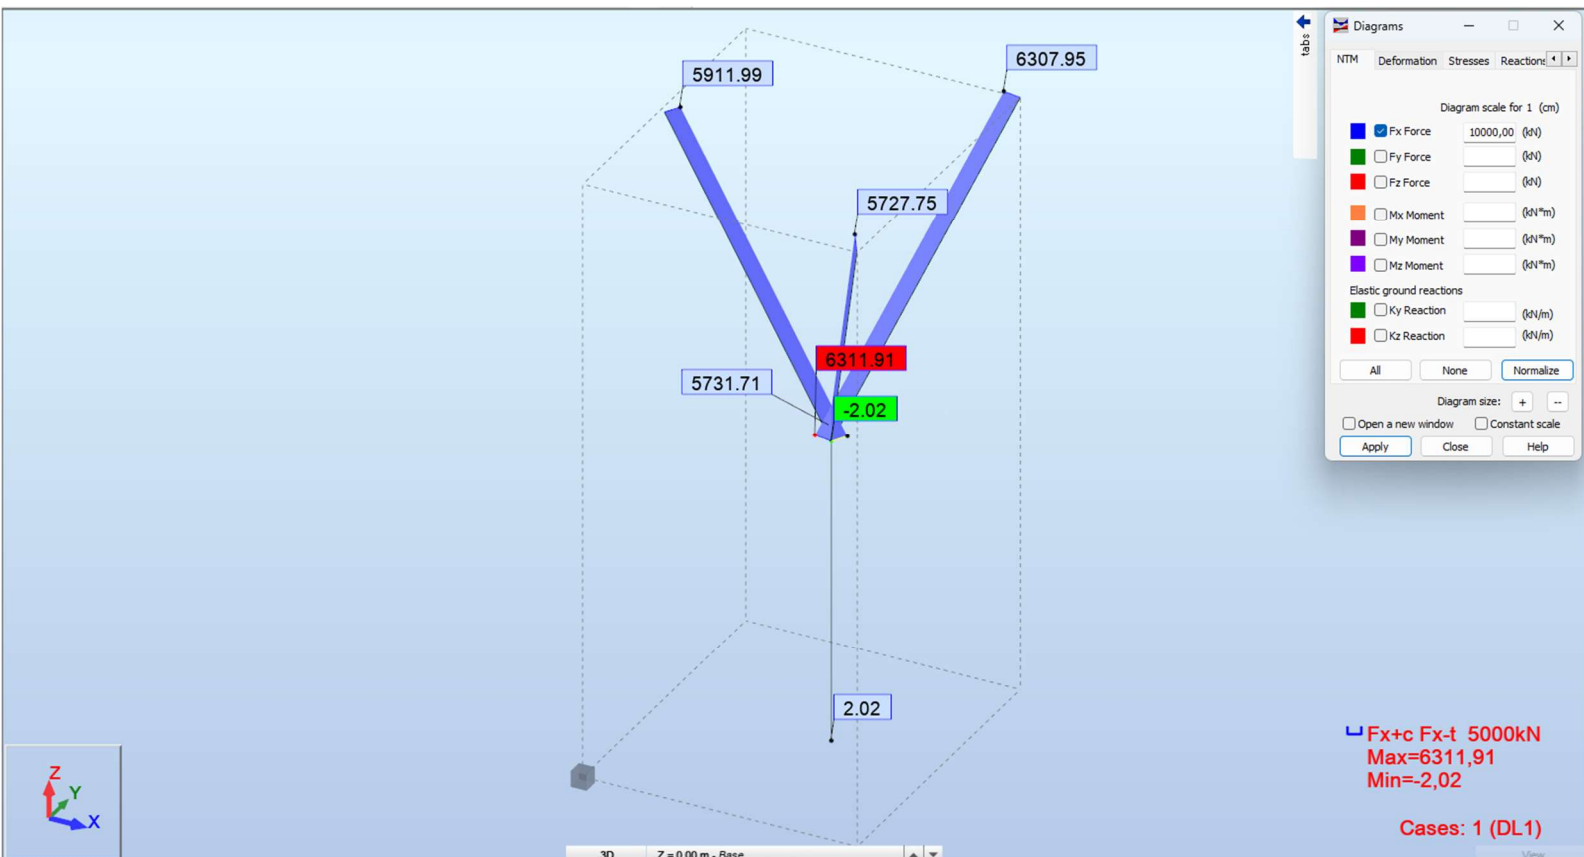 5911.99
6307.95
5727.75
6311.91
5731.71
-2.02
2.02
tabs
Diagrams
NTM Deformation Stresses Reactions
Diagram scale for 1 (cm)
Fx Force 10000,00 (kN)
Fy Force (kN)
Fz Force (kN)
Mx Moment (kN*m)
My Moment (kN*m)
Mz Moment (kN*m)
Elastic ground reactions
Ky Reaction (kN/m)
Kz Reaction (kN/m)
All None Normalize
Diagram size: + --
Open a new window Constant scale
Apply Close Help
Fx+c Fx-t 5000kN
Max=6311,91
Min=-2,02
Cases: 1 (DL1)
Z
Y
X
3D Z = 0.00 m - Base
View